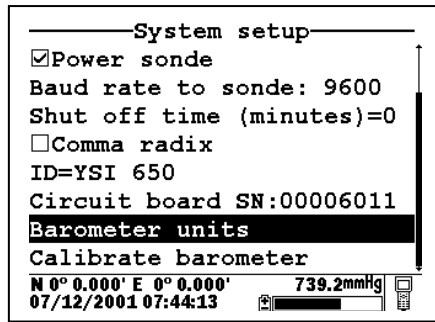 System setup
☑Power sonde
Baud rate to sonde: 9600
Shut off time (minutes)=0
☐Comma radix
ID=YSI 650
Circuit board SN:00006011
Barometer units
Calibrate barometer
N 0° 0.000' E 0° 0.000' 739.2mmHg
07/12/2001 07:44:13